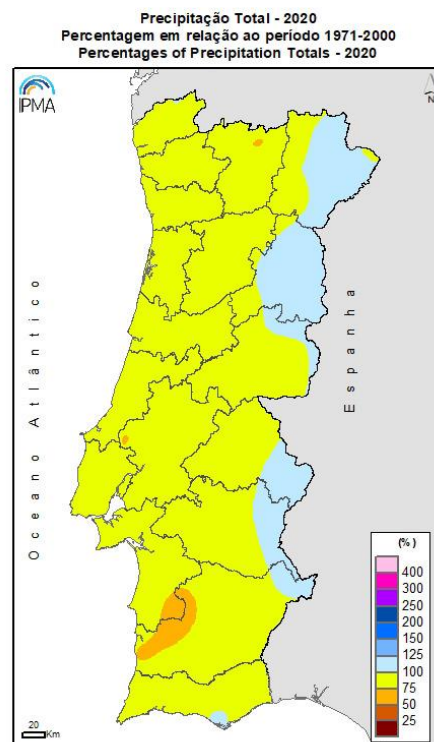 Precipitação Total - 2020
Percentagem em relação ao período 1971-2000
Percentages of Precipitation Totals - 2020
IPMA
N
Oceano Atlântico
Espanha
(%)
400
300
250
200
150
125
100
75
50
25
20
Km